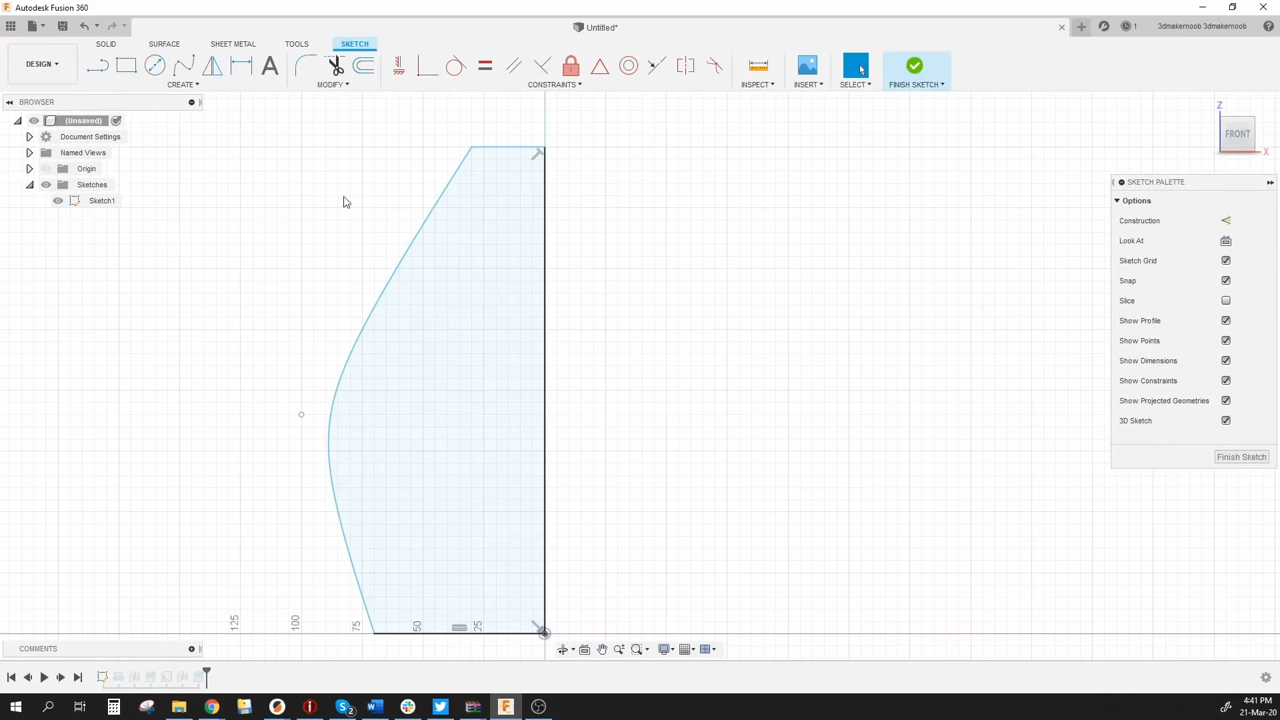 Autodesk Fusion 360
Untitled*
1
3dmakernoob 3dmakernoob
SOLID
SURFACE
SHEET METAL
TOOLS
SKETCH
DESIGN
CREATE
MODIFY
CONSTRAINTS
INSPECT
INSERT
SELECT
FINISH SKETCH
BROWSER
(Unsaved)
Document Settings
Named Views
Origin
Sketches
Sketch1
Z
FRONT
X
SKETCH PALETTE
Options
Construction
Look At
Sketch Grid
Snap
Slice
Show Profile
Show Points
Show Dimensions
Show Constraints
Show Projected Geometries
3D Sketch
Finish Sketch
125
100
75
50
25
COMMENTS
4:41 PM
21-Mar-20